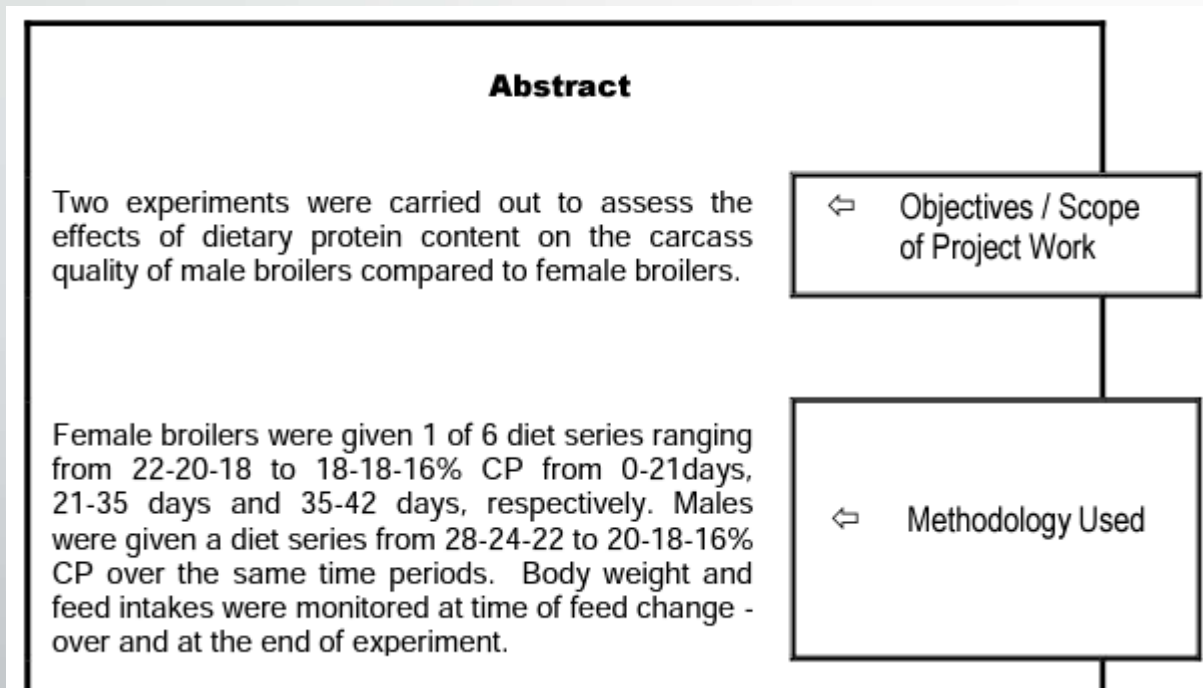 Abstract
Two experiments were carried out to assess the
effects of dietary protein content on the carcass
quality of male broilers compared to female broilers.
⇦ Objectives / Scope
of Project Work
Female broilers were given 1 of 6 diet series ranging
from 22-20-18 to 18-18-16% CP from 0-21days,
21-35 days and 35-42 days, respectively. Males
were given a diet series from 28-24-22 to 20-18-16%
CP over the same time periods. Body weight and
feed intakes were monitored at time of feed change -
over and at the end of experiment.
⇦ Methodology Used